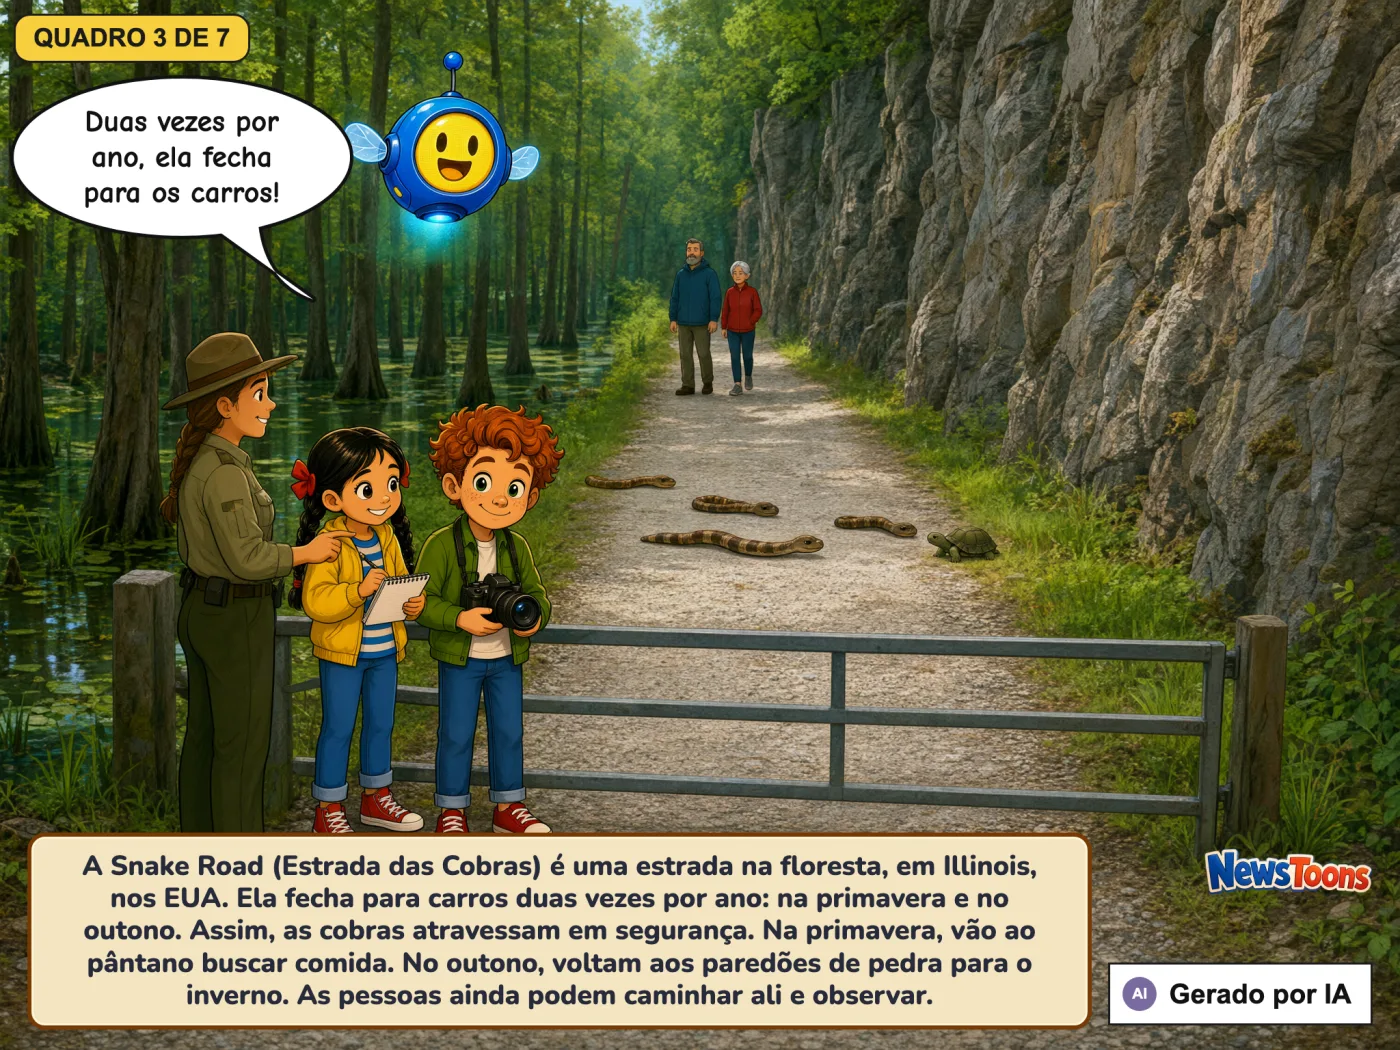 QUADRO 3 DE 7
Duas vezes por
ano, ela fecha
para os carros!
A Snake Road (Estrada das Cobras) é uma estrada na floresta, em Illinois,
nos EUA. Ela fecha para carros duas vezes por ano: na primavera e no
outono. Assim, as cobras atravessam em segurança. Na primavera, vão ao
pântano buscar comida. No outono, voltam aos paredões de pedra para o
inverno. As pessoas ainda podem caminhar ali e observar.
NewsToons
AI Gerado por IA